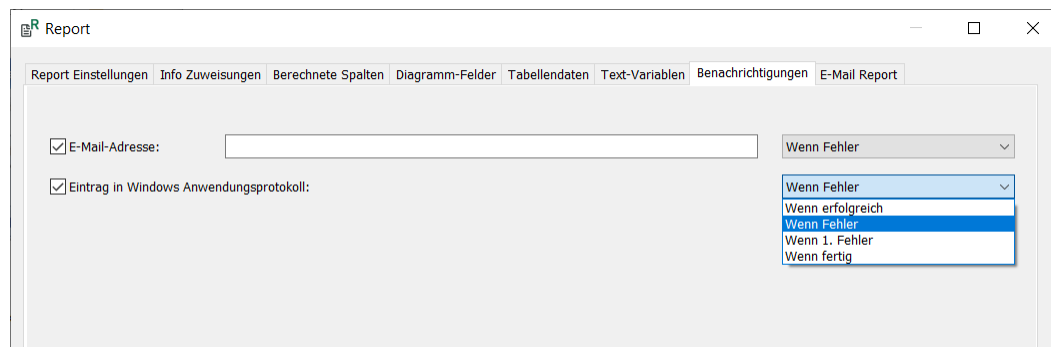 R Report
Report Einstellungen Info Zuweisungen Berechnete Spalten Diagramm-Felder Tabellendaten Text-Variablen Benachrichtigungen E-Mail Report
E-Mail-Adresse: Wenn Fehler
Eintrag in Windows Anwendungsprotokoll: Wenn Fehler
Wenn erfolgreich
Wenn Fehler
Wenn 1. Fehler
Wenn fertig